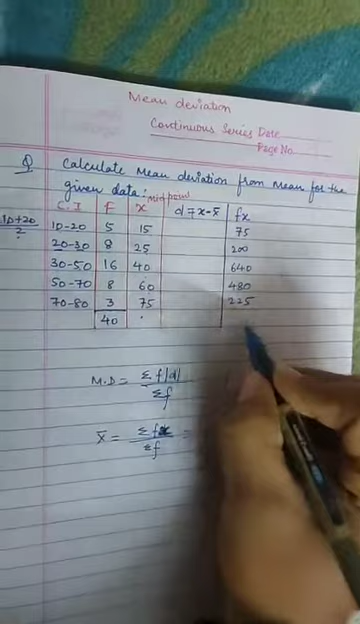 Mean deviation
Continuous Series Date
Page No.
Q Calculate Mean deviation from Mean for the
given data: midpoint
C.I F x d = x-x̄ fx
10+20/2 10-20 5 15 75
20-30 8 25 200
30-50 16 40 640
50-70 8 60 480
70-80 3 75 225
40
M.D = Σf|d|/Σf
x̄ = Σfx/Σf =